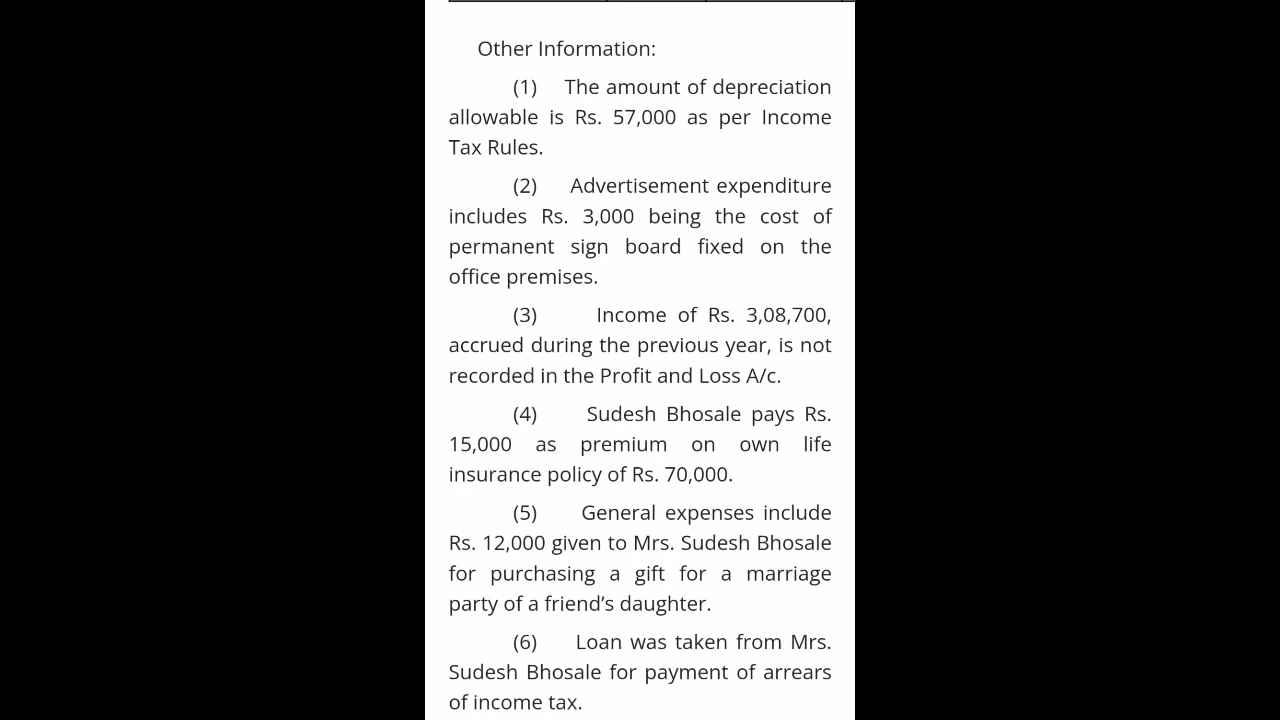 Other Information:
(1) The amount of depreciation
allowable is Rs. 57,000 as per Income
Tax Rules.
(2) Advertisement expenditure
includes Rs. 3,000 being the cost of
permanent sign board fixed on the
office premises.
(3) Income of Rs. 3,08,700,
accrued during the previous year, is not
recorded in the Profit and Loss A/c.
(4) Sudesh Bhosale pays Rs.
15,000 as premium on own life
insurance policy of Rs. 70,000.
(5) General expenses include
Rs. 12,000 given to Mrs. Sudesh Bhosale
for purchasing a gift for a marriage
party of a friend’s daughter.
(6) Loan was taken from Mrs.
Sudesh Bhosale for payment of arrears
of income tax.